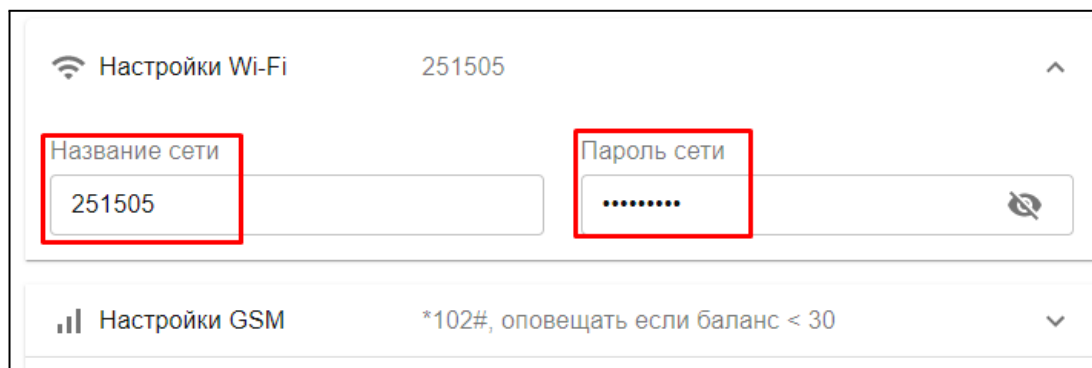 Настройки Wi-Fi 251505
Название сети Пароль сети
251505 •••••••••
Настройки GSM *102#, оповещать если баланс < 30